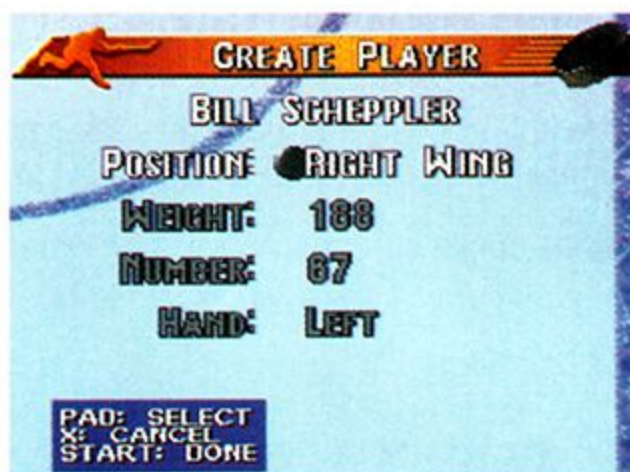 CREATE PLAYER
BILL SCHEPPLER
POSITION: RIGHT WING
WEIGHT: 188
NUMBER: 67
HAND: LEFT
PAD: SELECT
X: CANCEL
START: DONE